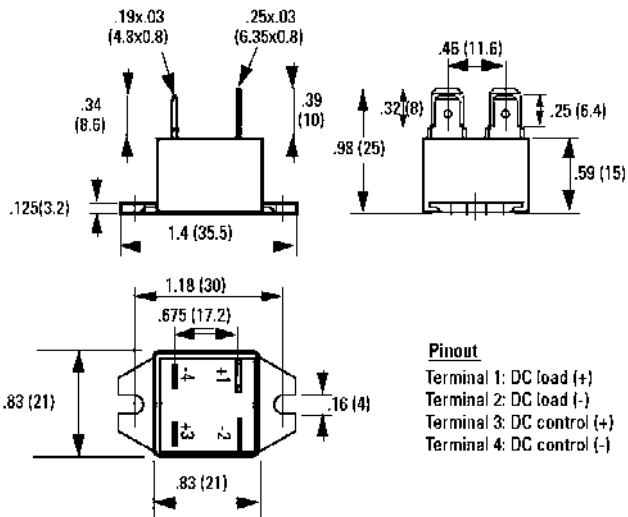 .19x.03
(4.8x0.8)
.25x.03
(6.35x0.8)
.34
(8.6)
.39
(10)
.125(3.2)
1.4 (35.5)
.46 (11.6)
.32(8)
.25 (6.4)
.98 (25)
.59 (15)
1.18 (30)
.675 (17.2)
.83 (21)
-4
+1
+3
-2
.16 (4)
.83 (21)
Pinout
Terminal 1: DC load (+)
Terminal 2: DC load (-)
Terminal 3: DC control (+)
Terminal 4: DC control (-)